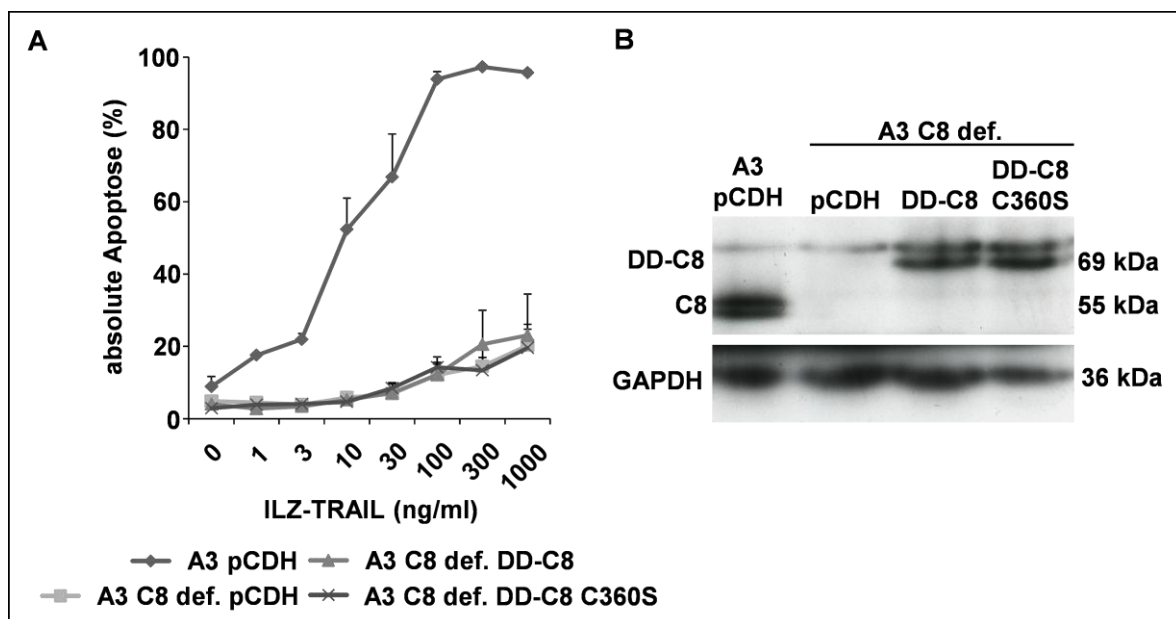 A
absolute Apoptose (%)
100
80
60
40
20
0
0 1 3 10 30 100 300 1000
ILZ-TRAIL (ng/ml)
A3 pCDH A3 C8 def. DD-C8
A3 C8 def. pCDH A3 C8 def. DD-C8 C360S
B
A3 C8 def.
A3
pCDH
pCDH
DD-C8
DD-C8
C360S
DD-C8
69 kDa
C8
55 kDa
GAPDH
36 kDa